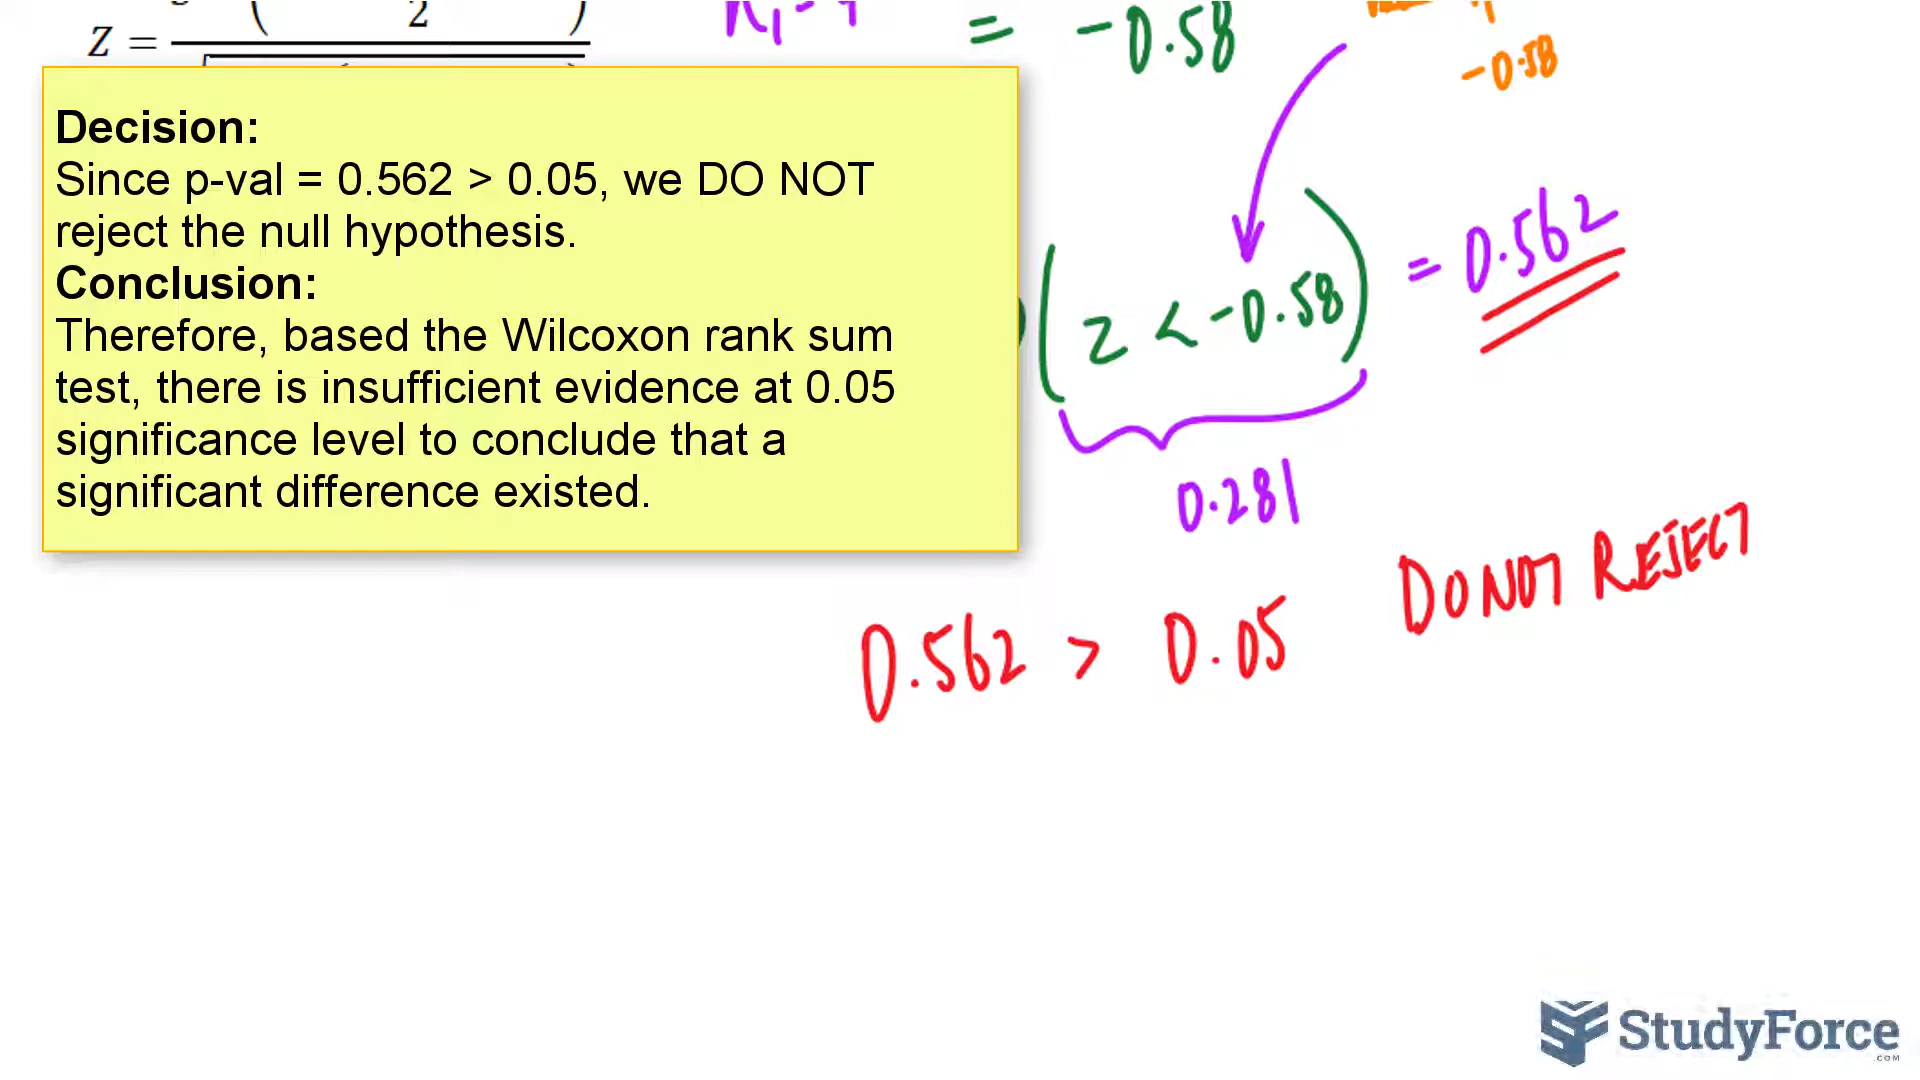 Z =
2
= -0.58
-0.58
Decision:
Since p-val = 0.562 > 0.05, we DO NOT
reject the null hypothesis.
Conclusion:
Therefore, based the Wilcoxon rank sum
test, there is insufficient evidence at 0.05
significance level to conclude that a
significant difference existed.
(Z < -0.58) = 0.562
0.281
0.562 > 0.05 DO NOT REJECT
StudyForce
.COM